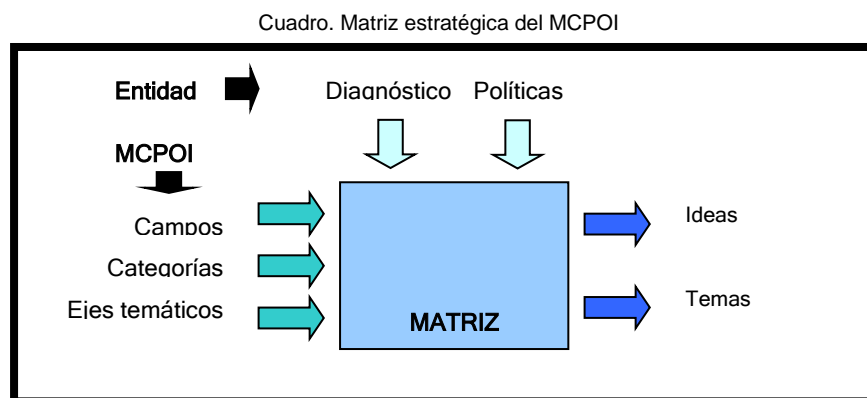 Cuadro. Matriz estratégica del MCPOI
Entidad
Diagnóstico
Políticas
MCPOI
Campos
Categorías
Ejes temáticos
MATRIZ
Ideas
Temas